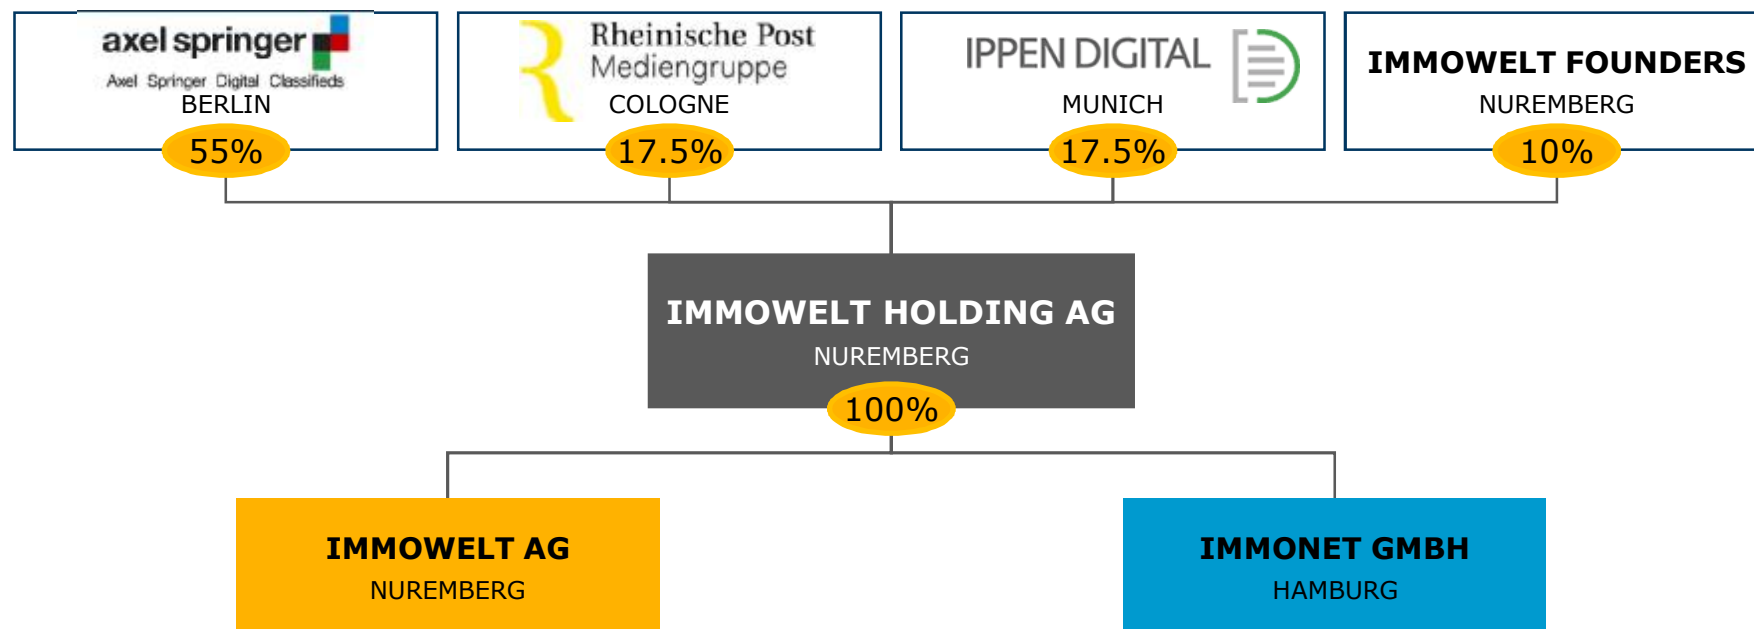 axel springer
Axel Springer Digital Classifieds
BERLIN
55%
Rheinische Post
Mediengruppe
COLOGNE
17.5%
IPPEN DIGITAL
MUNICH
17.5%
IMMOWELT FOUNDERS
NUREMBERG
10%
IMMOWELT HOLDING AG
NUREMBERG
100%
IMMOWELT AG
NUREMBERG
IMMONET GMBH
HAMBURG